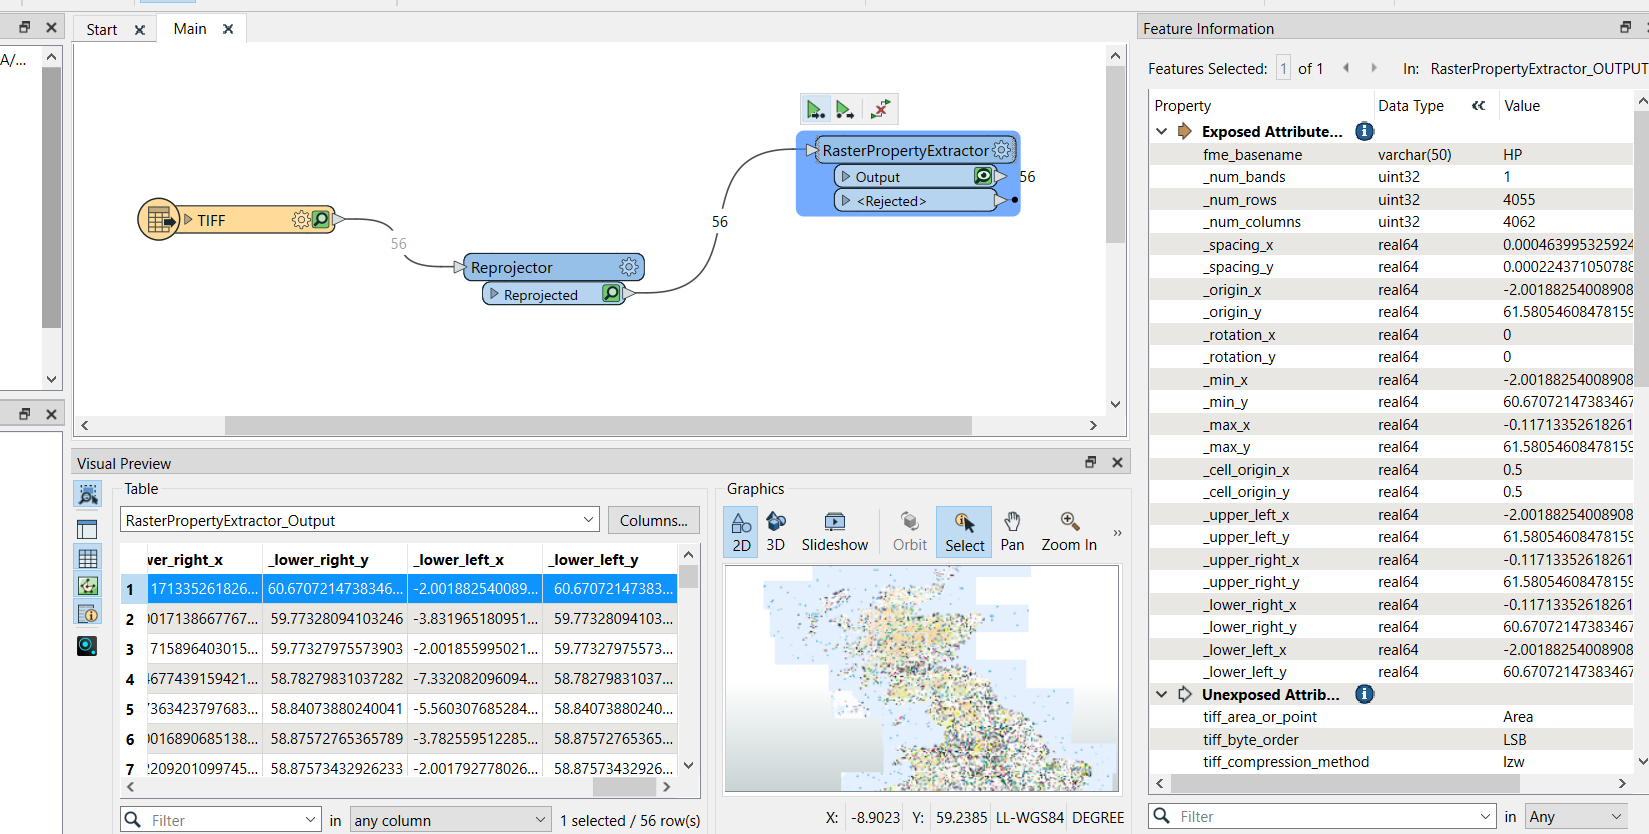 A/...
Start
Main
TIFF
56
Reprojector
Reprojected
56
RasterPropertyExtractor
Output
56
<Rejected>
Visual Preview
Table
RasterPropertyExtractor_Output
Columns...
wer_right_x _lower_right_y _lower_left_x _lower_left_y
1 171335261826... 60.6707214738346... -2.001882540089... 60.67072147383...
2 0017138667767... 59.77328094103246 -3.831965180951... 59.77328094103...
3 715896403015... 59.77327975573903 -2.001855995021... 59.77327975573...
4 4677439159421... 58.78279831037282 -7.332082096094... 58.78279831037...
5 7363423797683... 58.84073880240041 -5.560307685284... 58.84073880240...
6 0016890685138... 58.87572765365789 -3.782559512285... 58.87572765365...
7 2209201099745... 58.87573432926233 -2.001792778026... 58.87573432926...
Filter in any column 1 selected / 56 row(s)
Graphics
2D 3D Slideshow Orbit Select Pan Zoom In
X: -8.9023 Y: 59.2385 LL-WGS84 DEGREE
Feature Information
Features Selected: 1 of 1 In: RasterPropertyExtractor_OUTPUT
Property Data Type Value
Exposed Attribute...
fme_basename varchar(50) HP
_num_bands uint32 1
_num_rows uint32 4055
_num_columns uint32 4062
_spacing_x real64 0.000463995325924
_spacing_y real64 0.000224371050788
_origin_x real64 -2.00188254008908
_origin_y real64 61.58054608478159
_rotation_x real64 0
_rotation_y real64 0
_min_x real64 -2.00188254008908
_min_y real64 60.67072147383467
_max_x real64 -0.11713352618261
_max_y real64 61.58054608478159
_cell_origin_x real64 0.5
_cell_origin_y real64 0.5
_upper_left_x real64 -2.00188254008908
_upper_left_y real64 61.58054608478159
_upper_right_x real64 -0.11713352618261
_upper_right_y real64 61.58054608478159
_lower_right_x real64 -0.11713352618261
_lower_right_y real64 60.67072147383467
_lower_left_x real64 -2.00188254008908
_lower_left_y real64 60.67072147383467
Unexposed Attrib...
tiff_area_or_point Area
tiff_byte_order LSB
tiff_compression_method lzw
Filter in Any